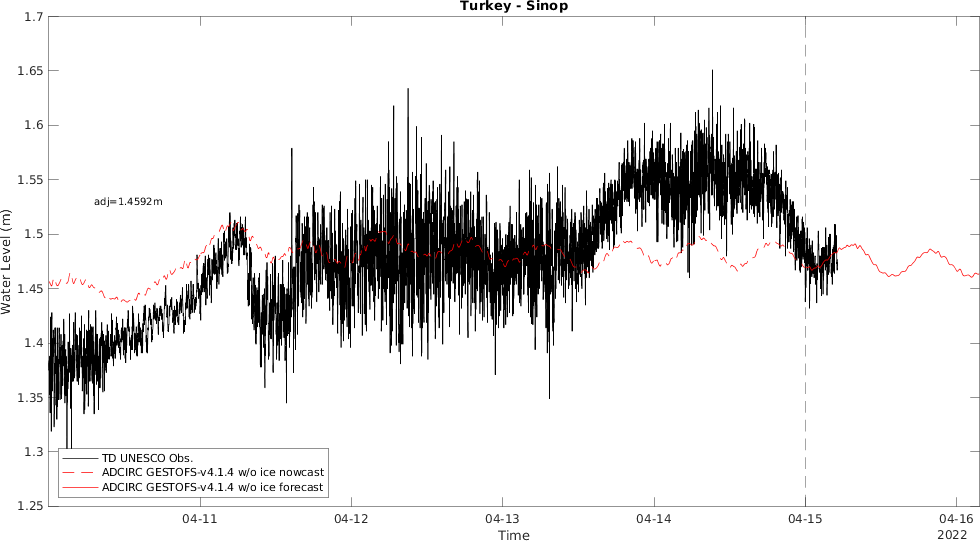 Turkey - Sinop
1.7
1.65
1.6
1.55
1.5
1.45
1.4
1.35
1.3
1.25
Water Level (m)
adj=1.4592m
TD UNESCO Obs.
ADCIRC GESTOFS-v4.1.4 w/o ice nowcast
ADCIRC GESTOFS-v4.1.4 w/o ice forecast
04-11 04-12 04-13 04-14 04-15 04-16
Time
2022